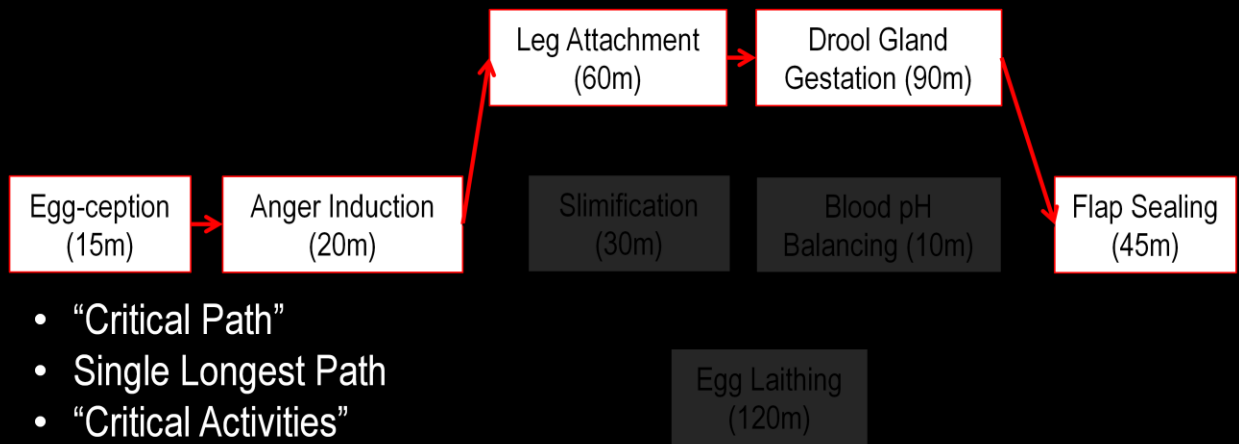 Leg Attachment
(60m)
Drool Gland
Gestation (90m)
Egg-ception
(15m)
Anger Induction
(20m)
Slimification
(30m)
Blood pH
Balancing (10m)
Flap Sealing
(45m)
• “Critical Path”
• Single Longest Path
• “Critical Activities”
Egg Laithing
(120m)